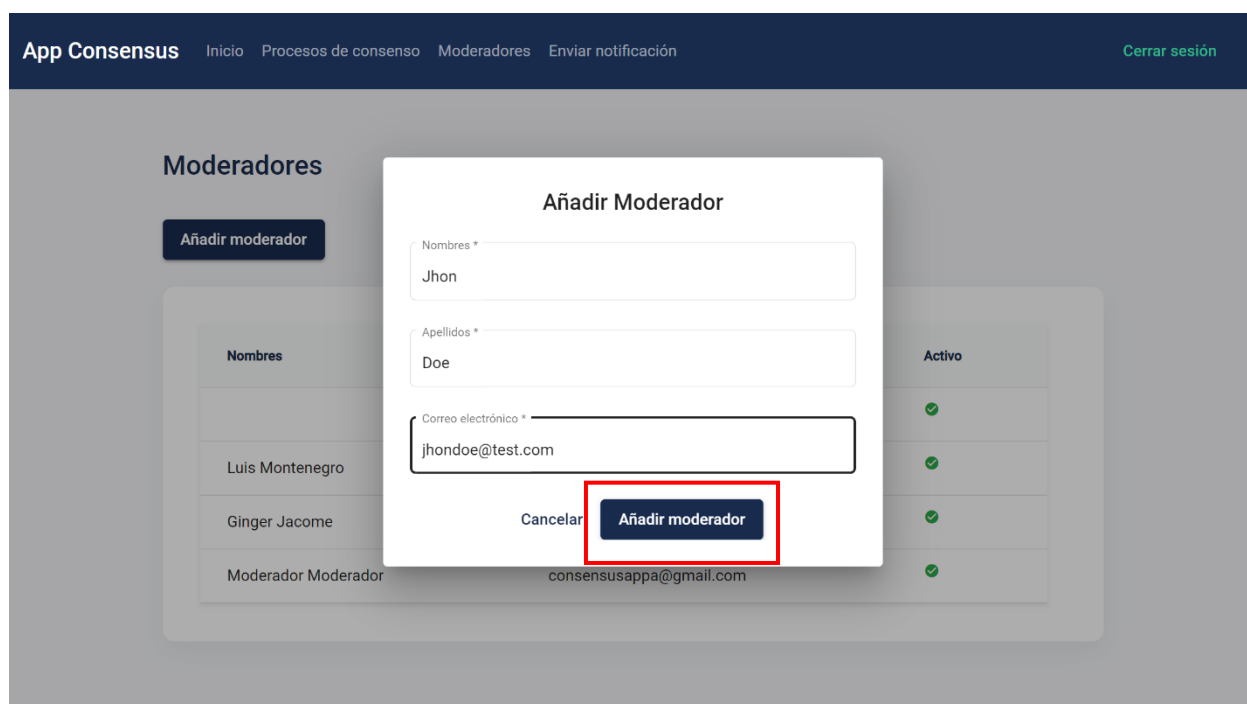 App Consensus Inicio Procesos de consenso Moderadores Enviar notificación Cerrar sesión
Moderadores
Añadir moderador
Añadir Moderador
Nombres *
Jhon
Apellidos *
Doe
Correo electrónico *
jhondoe@test.com
Cancelar Añadir moderador
Nombres Activo
Luis Montenegro
Ginger Jacome
Moderador Moderador consensusappa@gmail.com